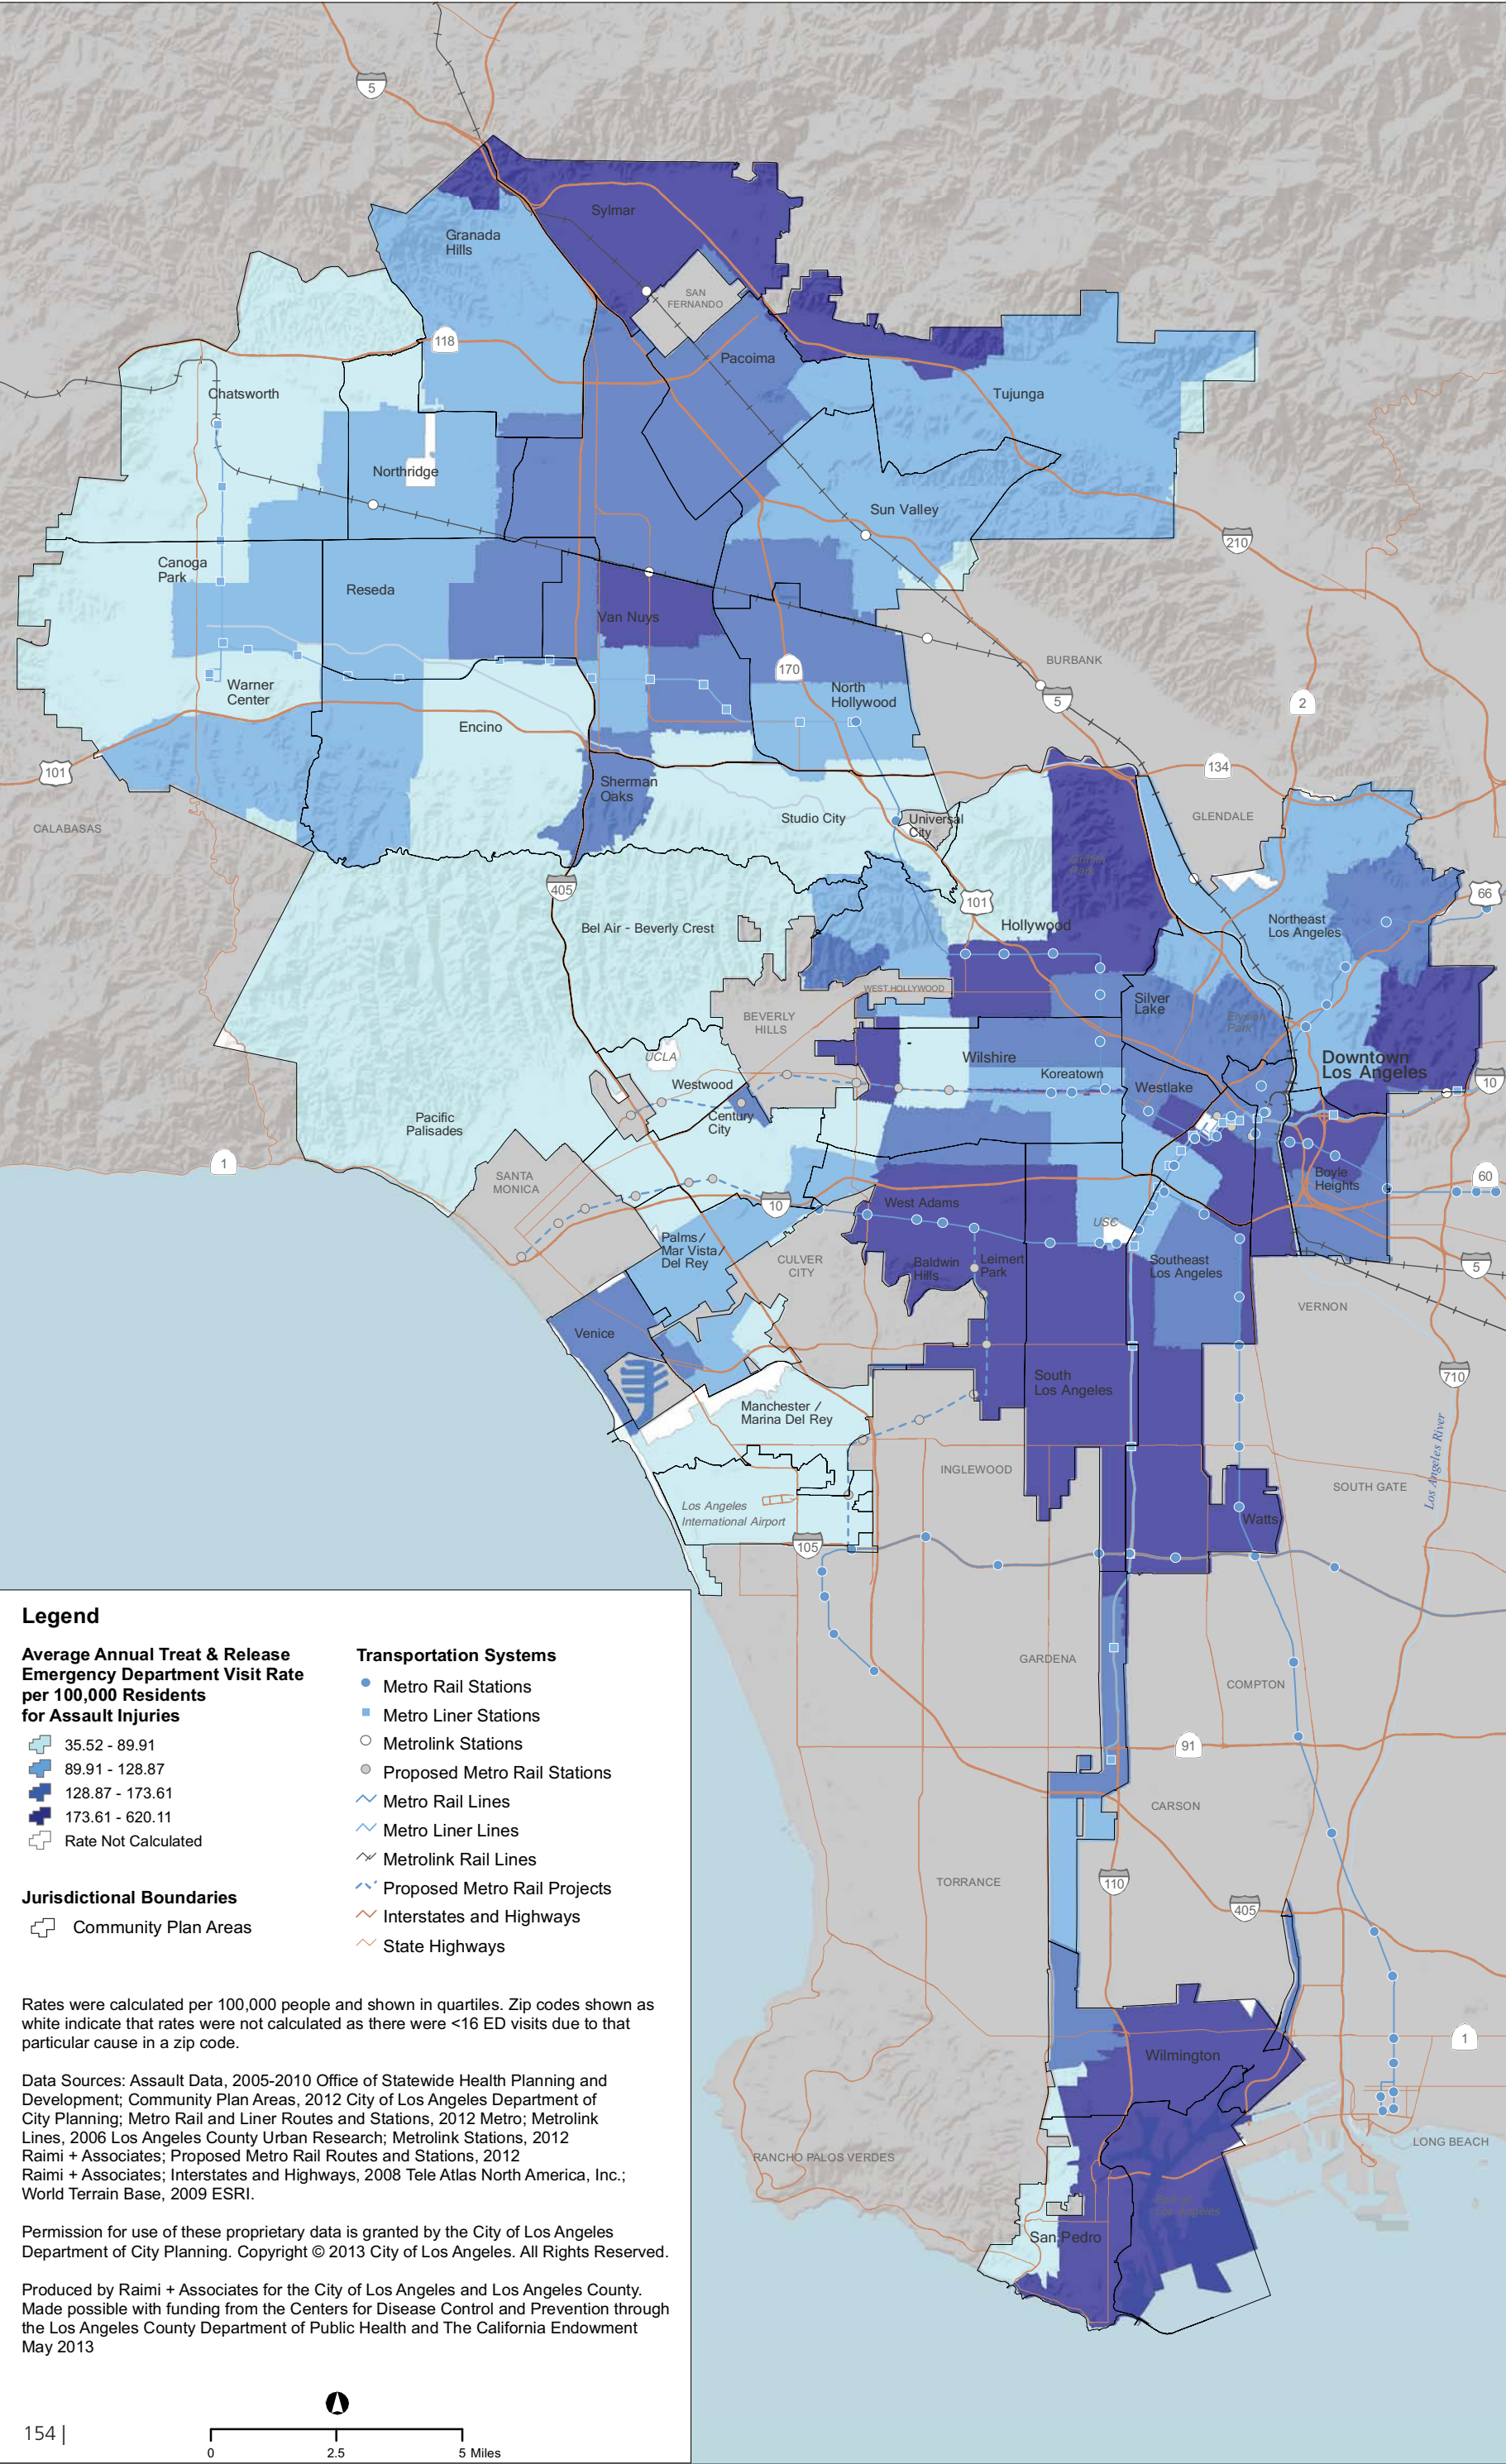 5
Sylmar
Granada
Hills
SAN
FERNANDO
118
Pacoima
Chatsworth
Tujunga
Northridge
Sun Valley
210
Canoga
Park
Reseda
Van Nuys
BURBANK
170
5
2
Warner
Center
North
Hollywood
Encino
101
134
Sherman
Oaks
CALABASAS
Studio City
Universal
City
GLENDALE
Griffith
Park
405
101
66
Bel Air - Beverly Crest
Hollywood
Northeast
Los Angeles
WEST HOLLYWOOD
Silver
Lake
BEVERLY
HILLS
Elysian
Park
UCLA
Wilshire
Downtown
Los Angeles
Koreatown
10
Westwood
Westlake
Century
City
Pacific
Palisades
1
SANTA
MONICA
Boyle
Heights
60
10
West Adams
USC
Palms/
Mar Vista/
Del Rey
CULVER
CITY
Baldwin
Hills
Leimert
Park
Southeast
Los Angeles
5
VERNON
Venice
South
Los Angeles
710
Manchester /
Marina Del Rey
Los Angeles River
INGLEWOOD
SOUTH GATE
Los Angeles
International Airport
Watts
105
GARDENA
COMPTON
91
CARSON
TORRANCE
110
405
Wilmington
1
RANCHO PALOS VERDES
LONG BEACH
Port of
Los Angeles
San Pedro
Legend
Average Annual Treat & Release
Emergency Department Visit Rate
per 100,000 Residents
for Assault Injuries
35.52 - 89.91
89.91 - 128.87
128.87 - 173.61
173.61 - 620.11
Rate Not Calculated
Jurisdictional Boundaries
Community Plan Areas
Transportation Systems
Metro Rail Stations
Metro Liner Stations
Metrolink Stations
Proposed Metro Rail Stations
Metro Rail Lines
Metro Liner Lines
Metrolink Rail Lines
Proposed Metro Rail Projects
Interstates and Highways
State Highways
Rates were calculated per 100,000 people and shown in quartiles. Zip codes shown as
white indicate that rates were not calculated as there were <16 ED visits due to that
particular cause in a zip code.
Data Sources: Assault Data, 2005-2010 Office of Statewide Health Planning and
Development; Community Plan Areas, 2012 City of Los Angeles Department of
City Planning; Metro Rail and Liner Routes and Stations, 2012 Metro; Metrolink
Lines, 2006 Los Angeles County Urban Research; Metrolink Stations, 2012
Raimi + Associates; Proposed Metro Rail Routes and Stations, 2012
Raimi + Associates; Interstates and Highways, 2008 Tele Atlas North America, Inc.;
World Terrain Base, 2009 ESRI.
Permission for use of these proprietary data is granted by the City of Los Angeles
Department of City Planning. Copyright © 2013 City of Los Angeles. All Rights Reserved.
Produced by Raimi + Associates for the City of Los Angeles and Los Angeles County.
Made possible with funding from the Centers for Disease Control and Prevention through
the Los Angeles County Department of Public Health and The California Endowment
May 2013
154 |
0 2.5 5 Miles